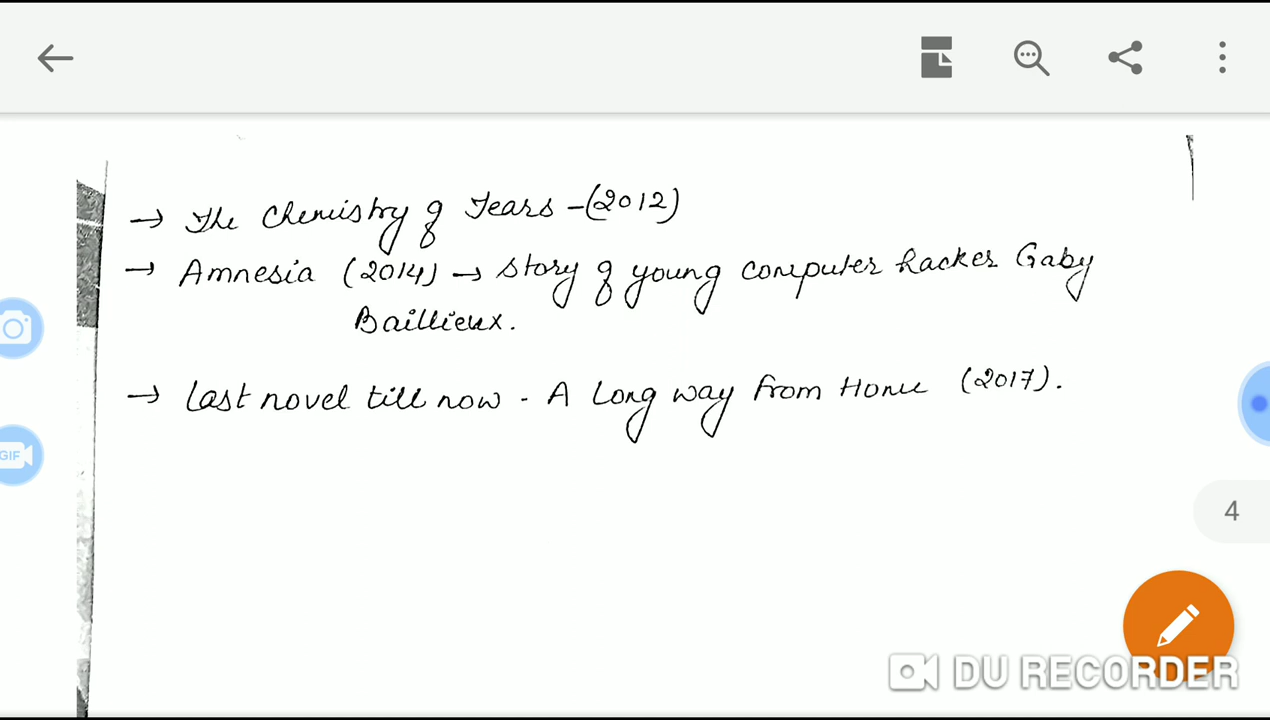 → The Chemistry of Tears - (2012)
→ Amnesia (2014) → Story of young computer hacker Gaby
Baillieux.
→ Last novel till now - A Long way From Home (2017).
GIF
4
DU RECORDER